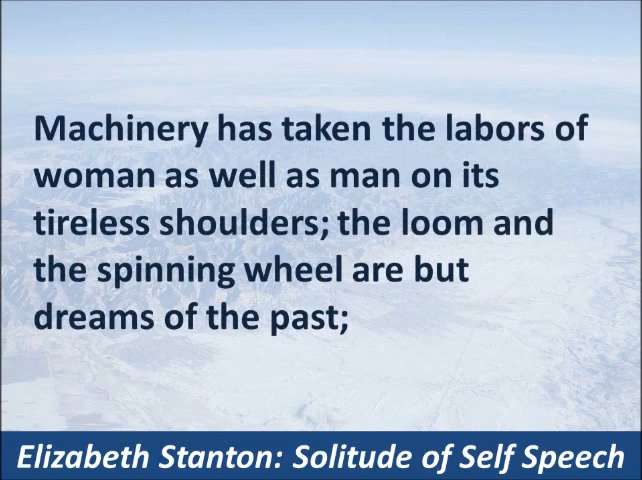 Machinery has taken the labors of
woman as well as man on its
tireless shoulders; the loom and
the spinning wheel are but
dreams of the past;
Elizabeth Stanton: Solitude of Self Speech